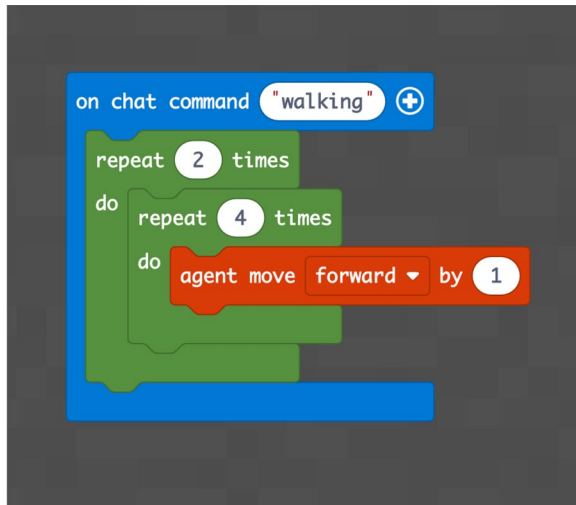 on chat command "walking"
repeat 2 times
do
repeat 4 times
do
agent move forward by 1